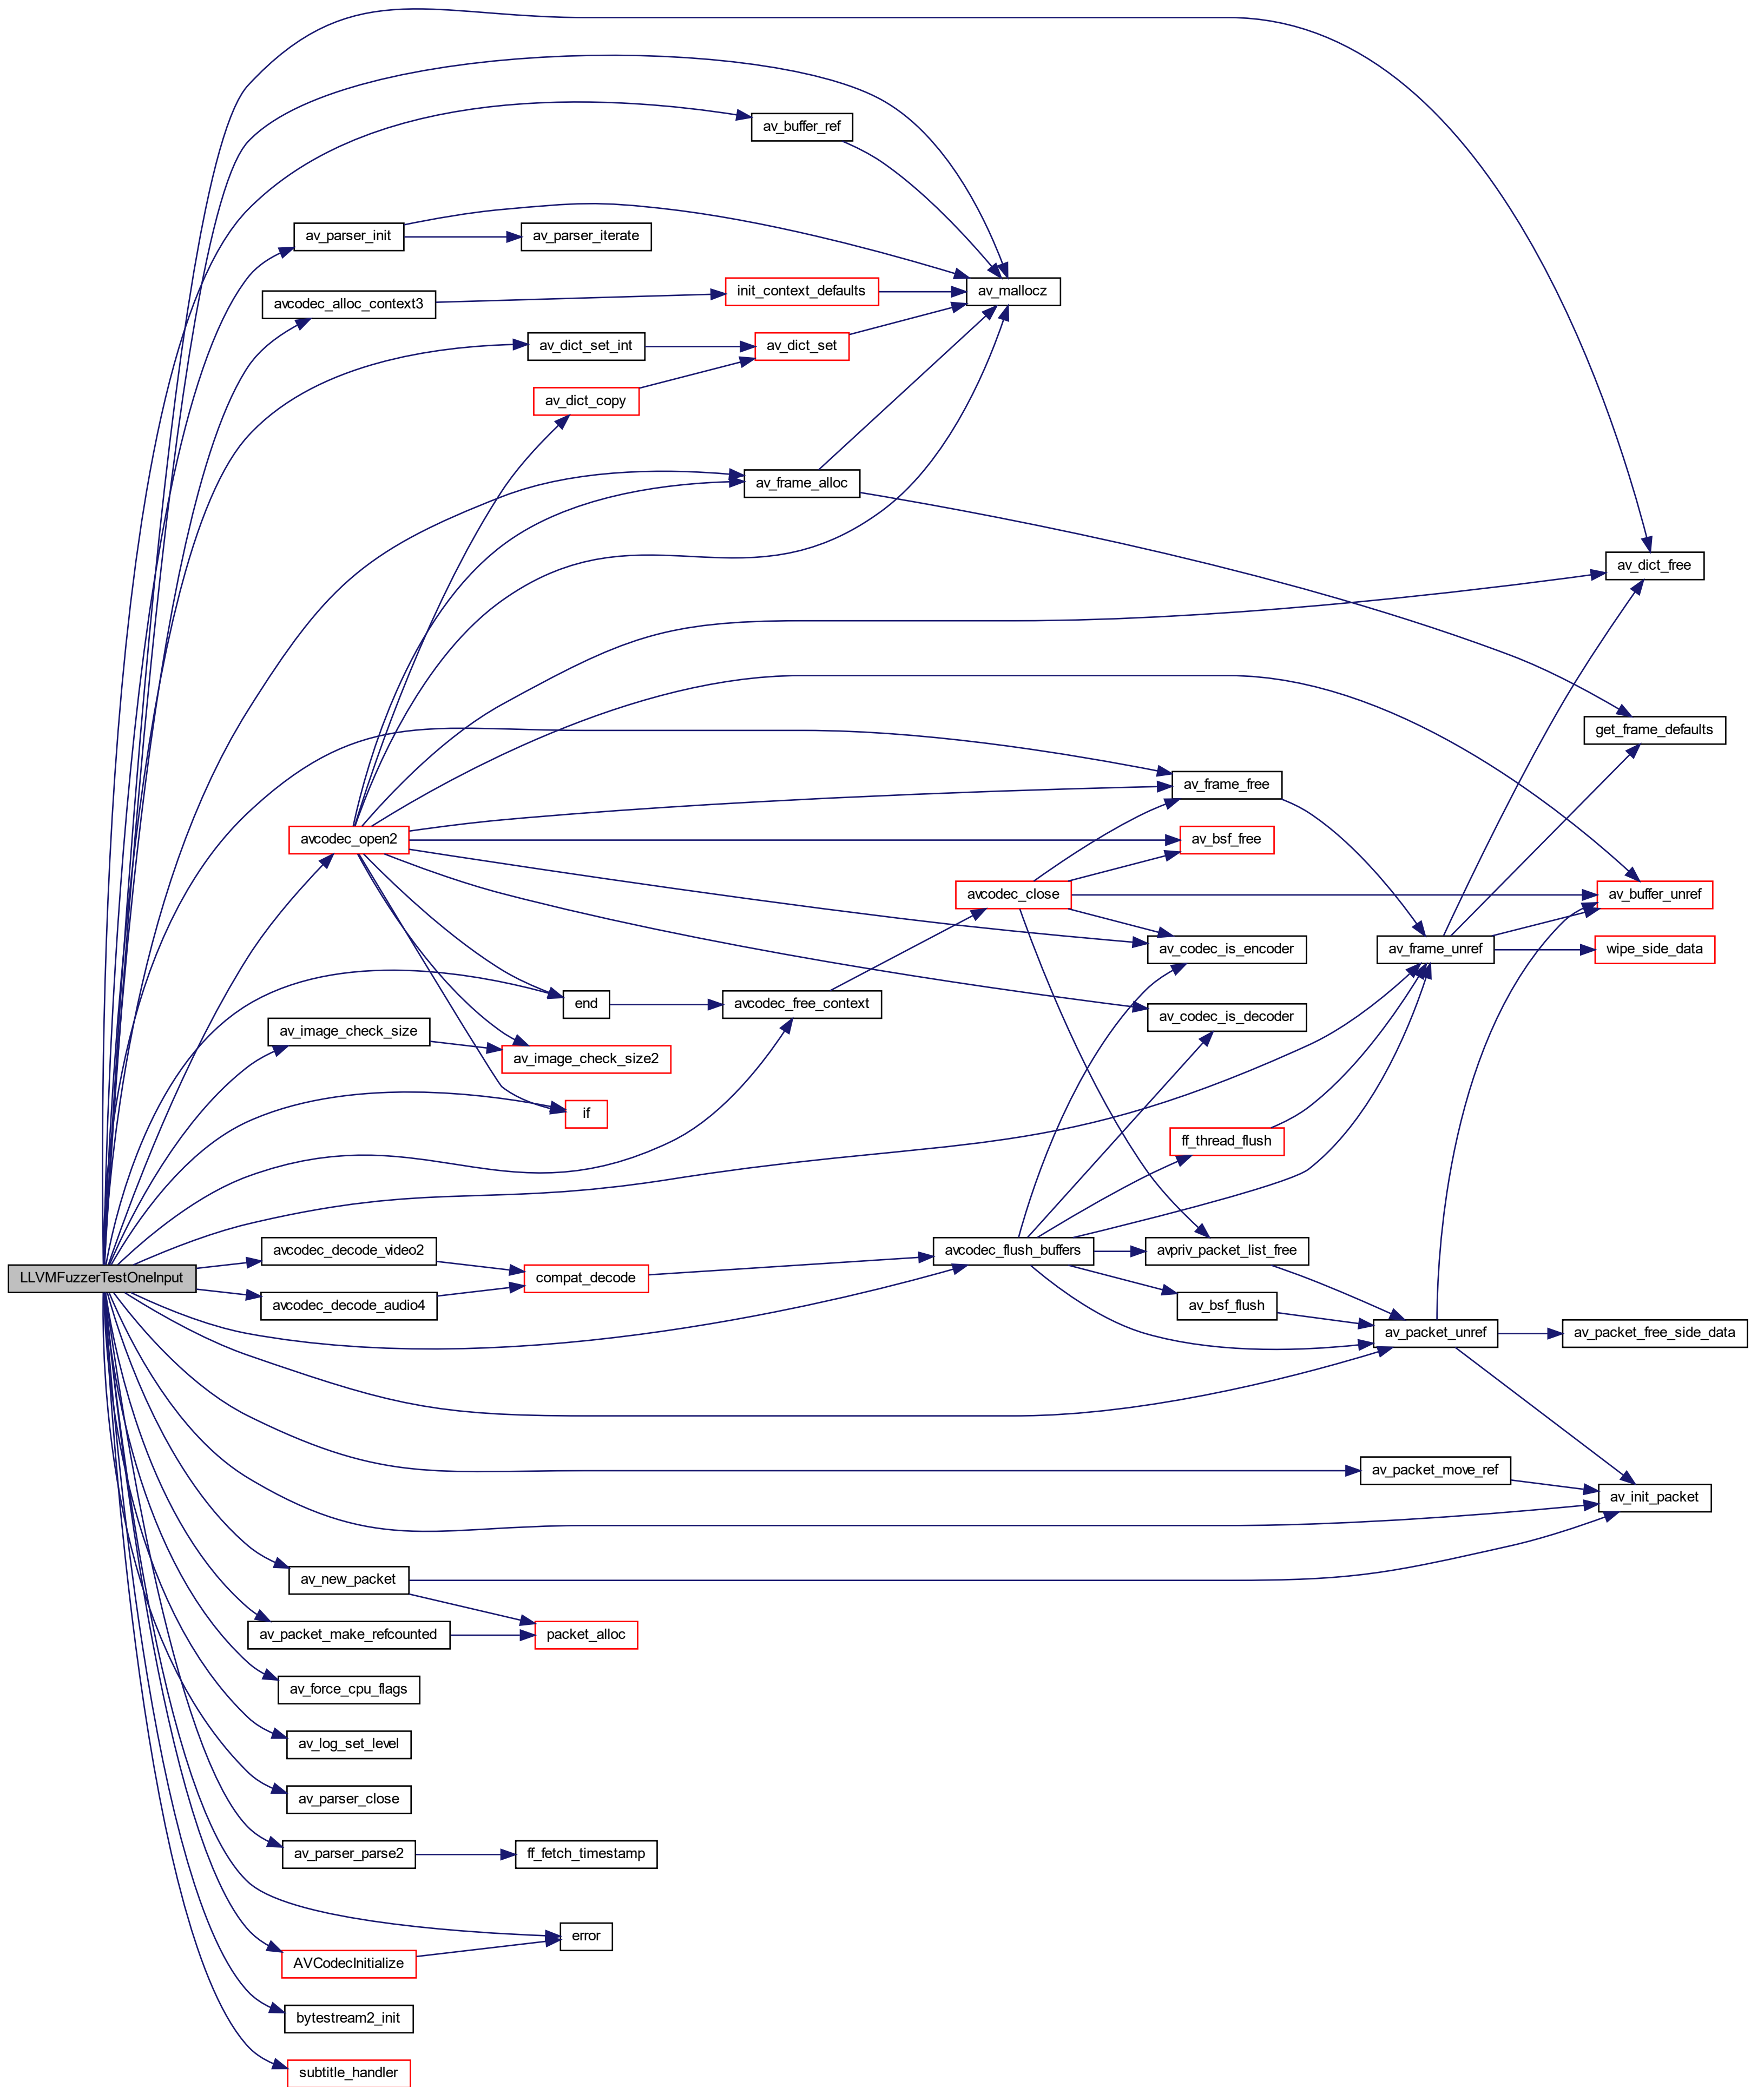 av_buffer_ref
av_parser_init
av_parser_iterate
avcodec_alloc_context3
init_context_defaults
av_mallocz
av_dict_set_int
av_dict_set
av_dict_copy
av_frame_alloc
av_dict_free
get_frame_defaults
av_frame_free
avcodec_open2
av_bsf_free
avcodec_close
av_buffer_unref
av_codec_is_encoder
av_frame_unref
wipe_side_data
end
avcodec_free_context
av_codec_is_decoder
av_image_check_size
av_image_check_size2
if
ff_thread_flush
avcodec_decode_video2
avcodec_flush_buffers
avpriv_packet_list_free
LLVMFuzzerTestOneInput
compat_decode
avcodec_decode_audio4
av_bsf_flush
av_packet_unref
av_packet_free_side_data
av_packet_move_ref
av_init_packet
av_new_packet
av_packet_make_refcounted
packet_alloc
av_force_cpu_flags
av_log_set_level
av_parser_close
av_parser_parse2
ff_fetch_timestamp
error
AVCodecInitialize
bytestream2_init
subtitle_handler